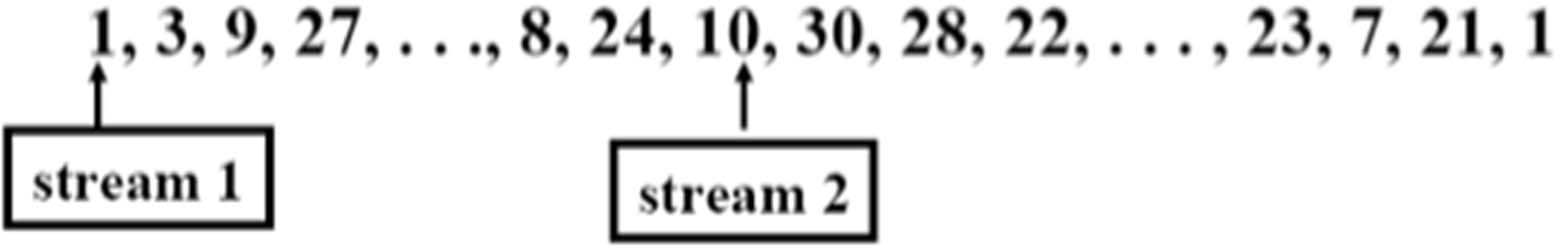 1, 3, 9, 27, . . ., 8, 24, 10, 30, 28, 22, . . . , 23, 7, 21, 1
stream 1
stream 2